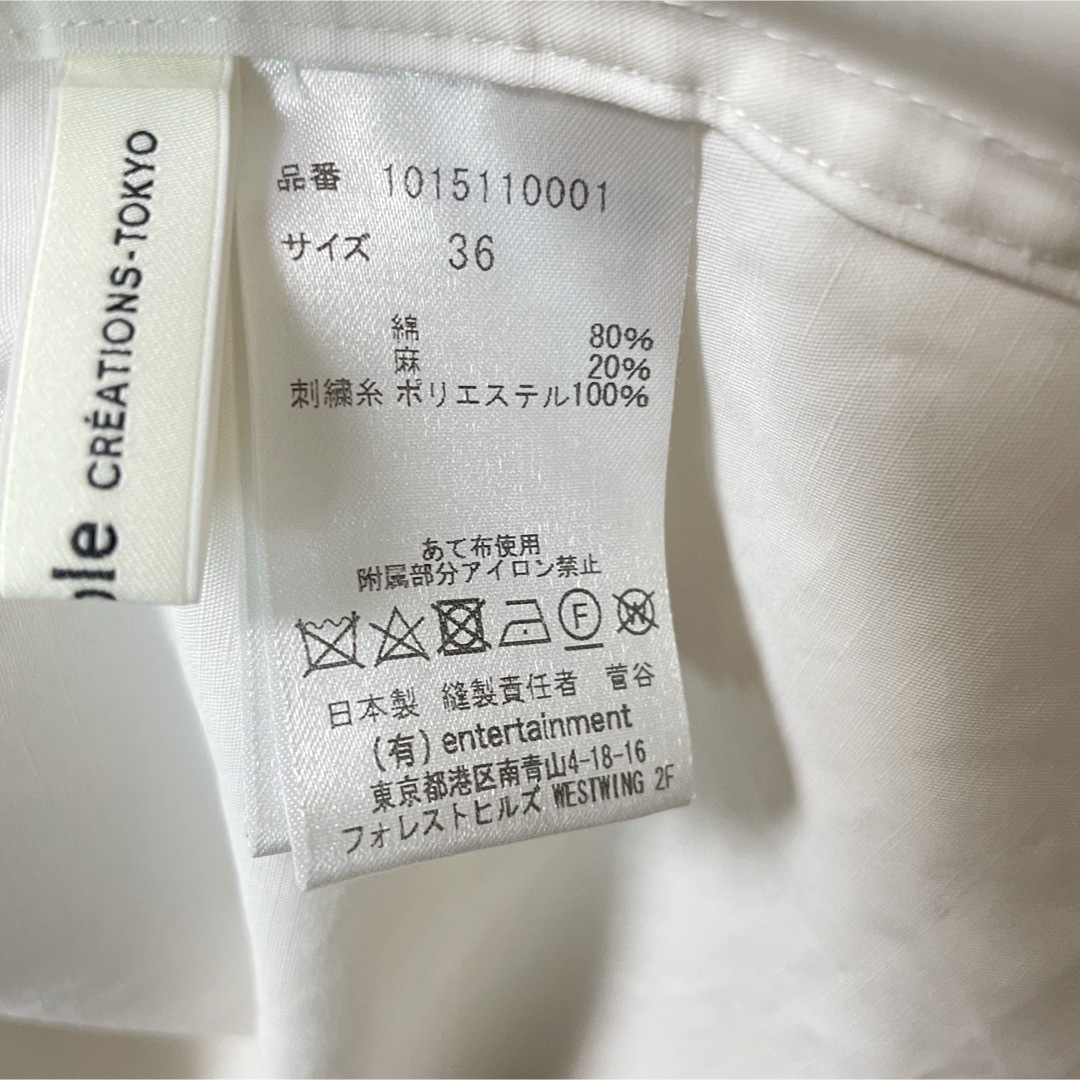 品番 1015110001
サイズ 36
綿 80%
麻 20%
刺繍糸 ポリエステル100%
あて布使用
附属部分アイロン禁止
F
W
日本製 縫製責任者 菅谷
(有) entertainment
東京都港区南青山4-18-16
フォレストヒルズ WESTWING 2F
ple CRÉATIONS-TOKYO